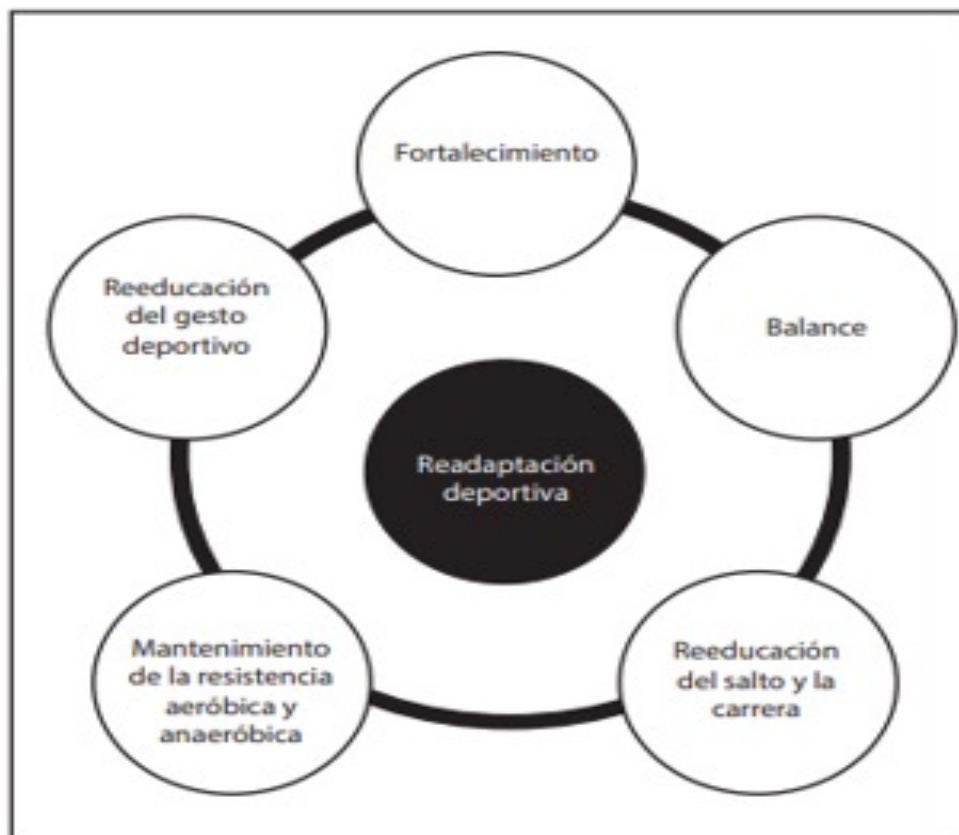 Fortalecimiento
Balance
Reeducación
del salto y la
carrera
Mantenimiento
de la resistencia
aeróbica y
anaeróbica
Reeducación
del gesto
deportivo
Readaptación
deportiva